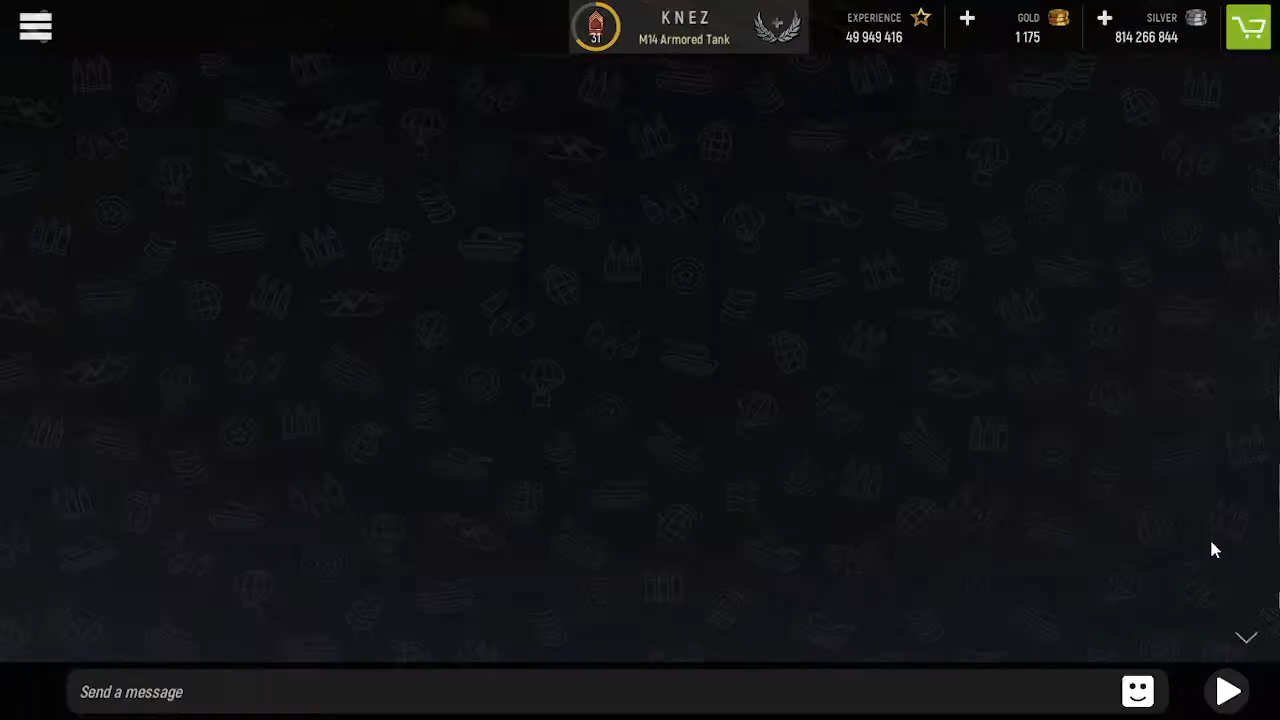 31
KNEZ
M14 Armored Tank
EXPERIENCE
49 949 416
GOLD
1 175
SILVER
814 266 844
Send a message